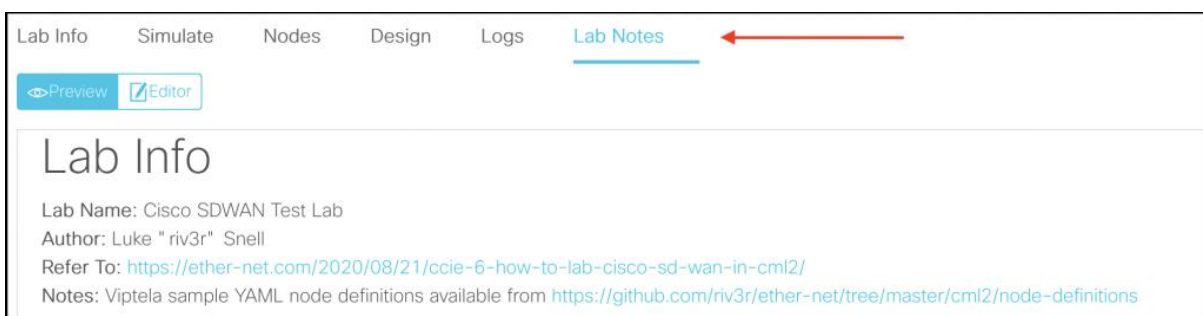 Lab Info Simulate Nodes Design Logs Lab Notes
Preview Editor
Lab Info
Lab Name: Cisco SDWAN Test Lab
Author: Luke "riv3r" Snell
Refer To: https://ether-net.com/2020/08/21/ccie-6-how-to-lab-cisco-sd-wan-in-cml2/
Notes: Viptela sample YAML node definitions available from https://github.com/riv3r/ether-net/tree/master/cml2/node-definitions